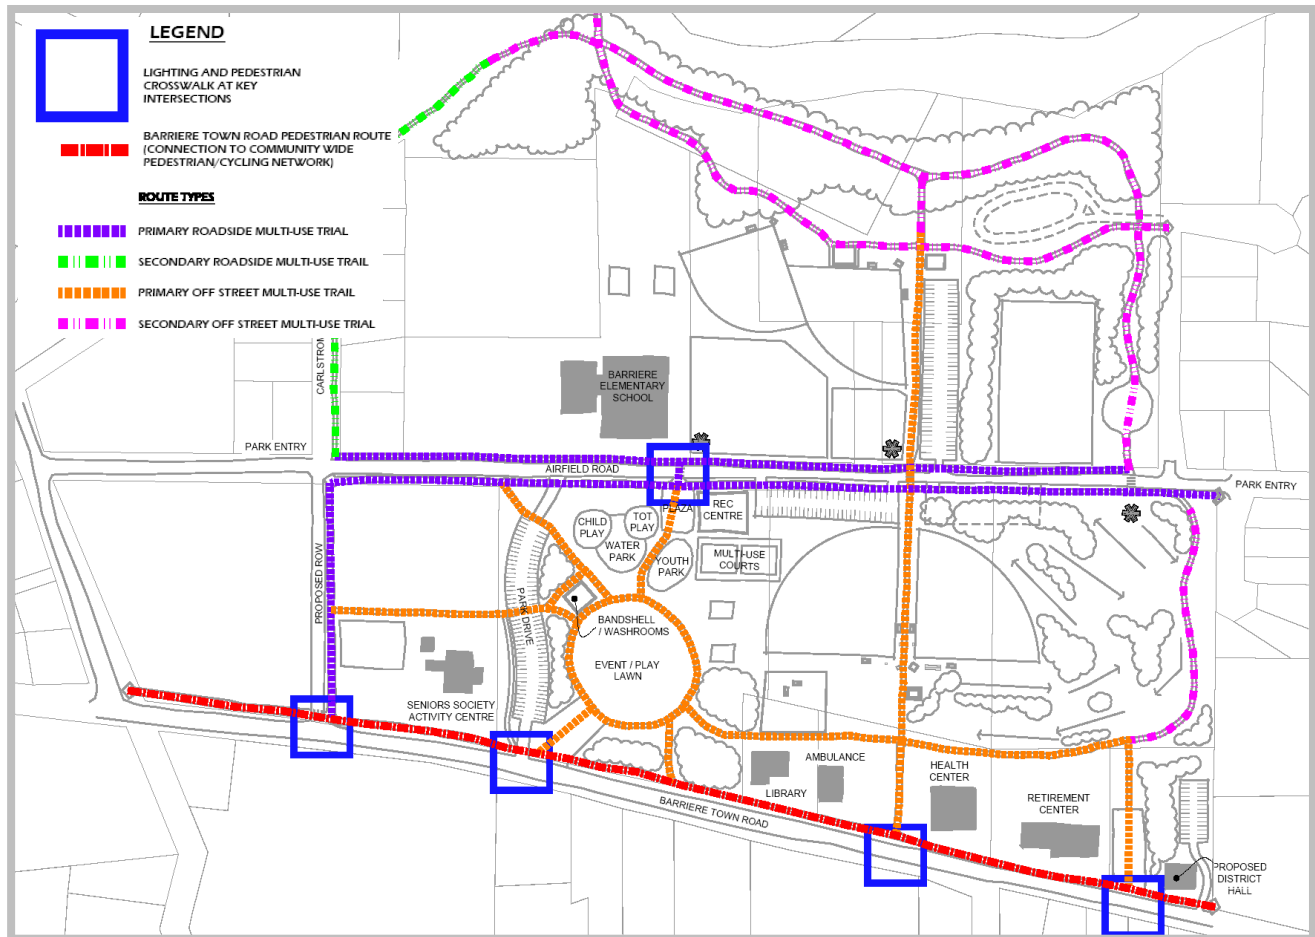 LEGEND
LIGHTING AND PEDESTRIAN
CROSSWALK AT KEY
INTERSECTIONS
BARRIERE TOWN ROAD PEDESTRIAN ROUTE
(CONNECTION TO COMMUNITY WIDE
PEDESTRIAN/CYCLING NETWORK)
ROUTE TYPES
PRIMARY ROADSIDE MULTI-USE TRIAL
SECONDARY ROADSIDE MULTI-USE TRAIL
PRIMARY OFF STREET MULTI-USE TRAIL
SECONDARY OFF STREET MULTI-USE TRIAL
CARLSTROM
BARRIERE
ELEMENTARY
SCHOOL
PARK ENTRY
AIRFIELD ROAD
PARK ENTRY
PLAZA
REC
CENTRE
CHILD
PLAY
TOT
PLAY
WATER
PARK
YOUTH
PARK
MULTI-USE
COURTS
PROPOSED ROW
PARK DRIVE
BANDSHELL
/ WASHROOMS
EVENT / PLAY
LAWN
SENIORS SOCIETY
ACTIVITY CENTRE
AMBULANCE
LIBRARY
HEALTH
CENTER
RETIREMENT
CENTER
BARRIERE TOWN ROAD
PROPOSED
DISTRICT
HALL